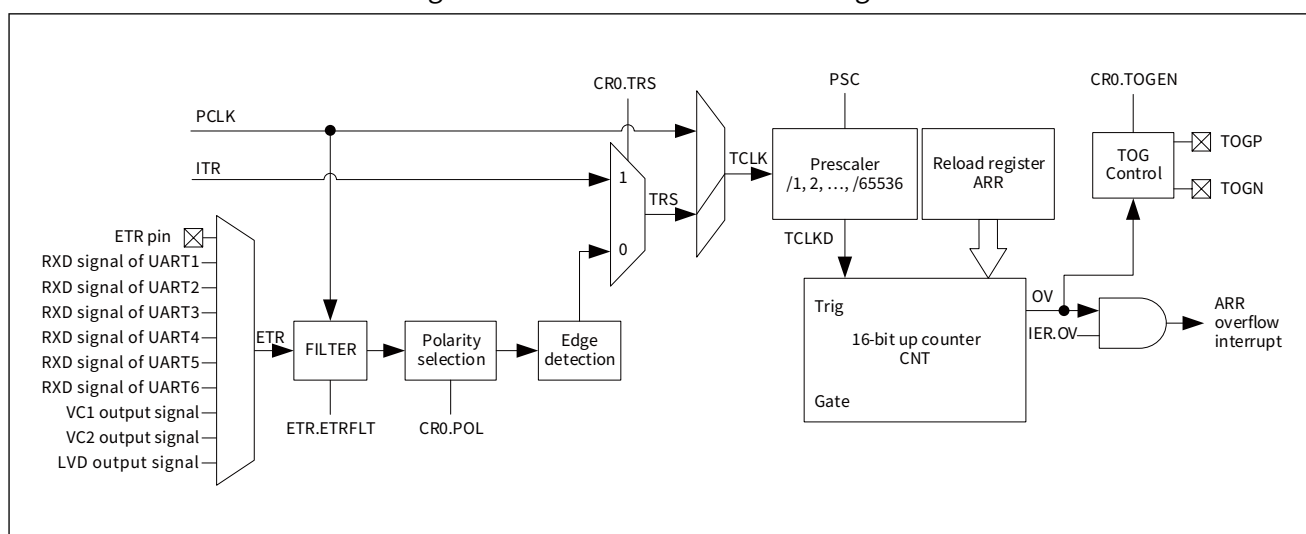 CR0.TRS
PSC
CR0.TOGEN
PCLK
ITR
1
0
TRS
TCLK
Prescaler
/1, 2, …, /65536
Reload register
ARR
TOG
Control
TOGP
TOGN
TCLKD
ETR pin
RXD signal of UART1
RXD signal of UART2
RXD signal of UART3
RXD signal of UART4
RXD signal of UART5
RXD signal of UART6
VC1 output signal
VC2 output signal
LVD output signal
ETR
FILTER
ETR.ETRFLT
Polarity
selection
CR0.POL
Edge
detection
Trig
16-bit up counter
CNT
Gate
OV
IER.OV
ARR
overflow
interrupt